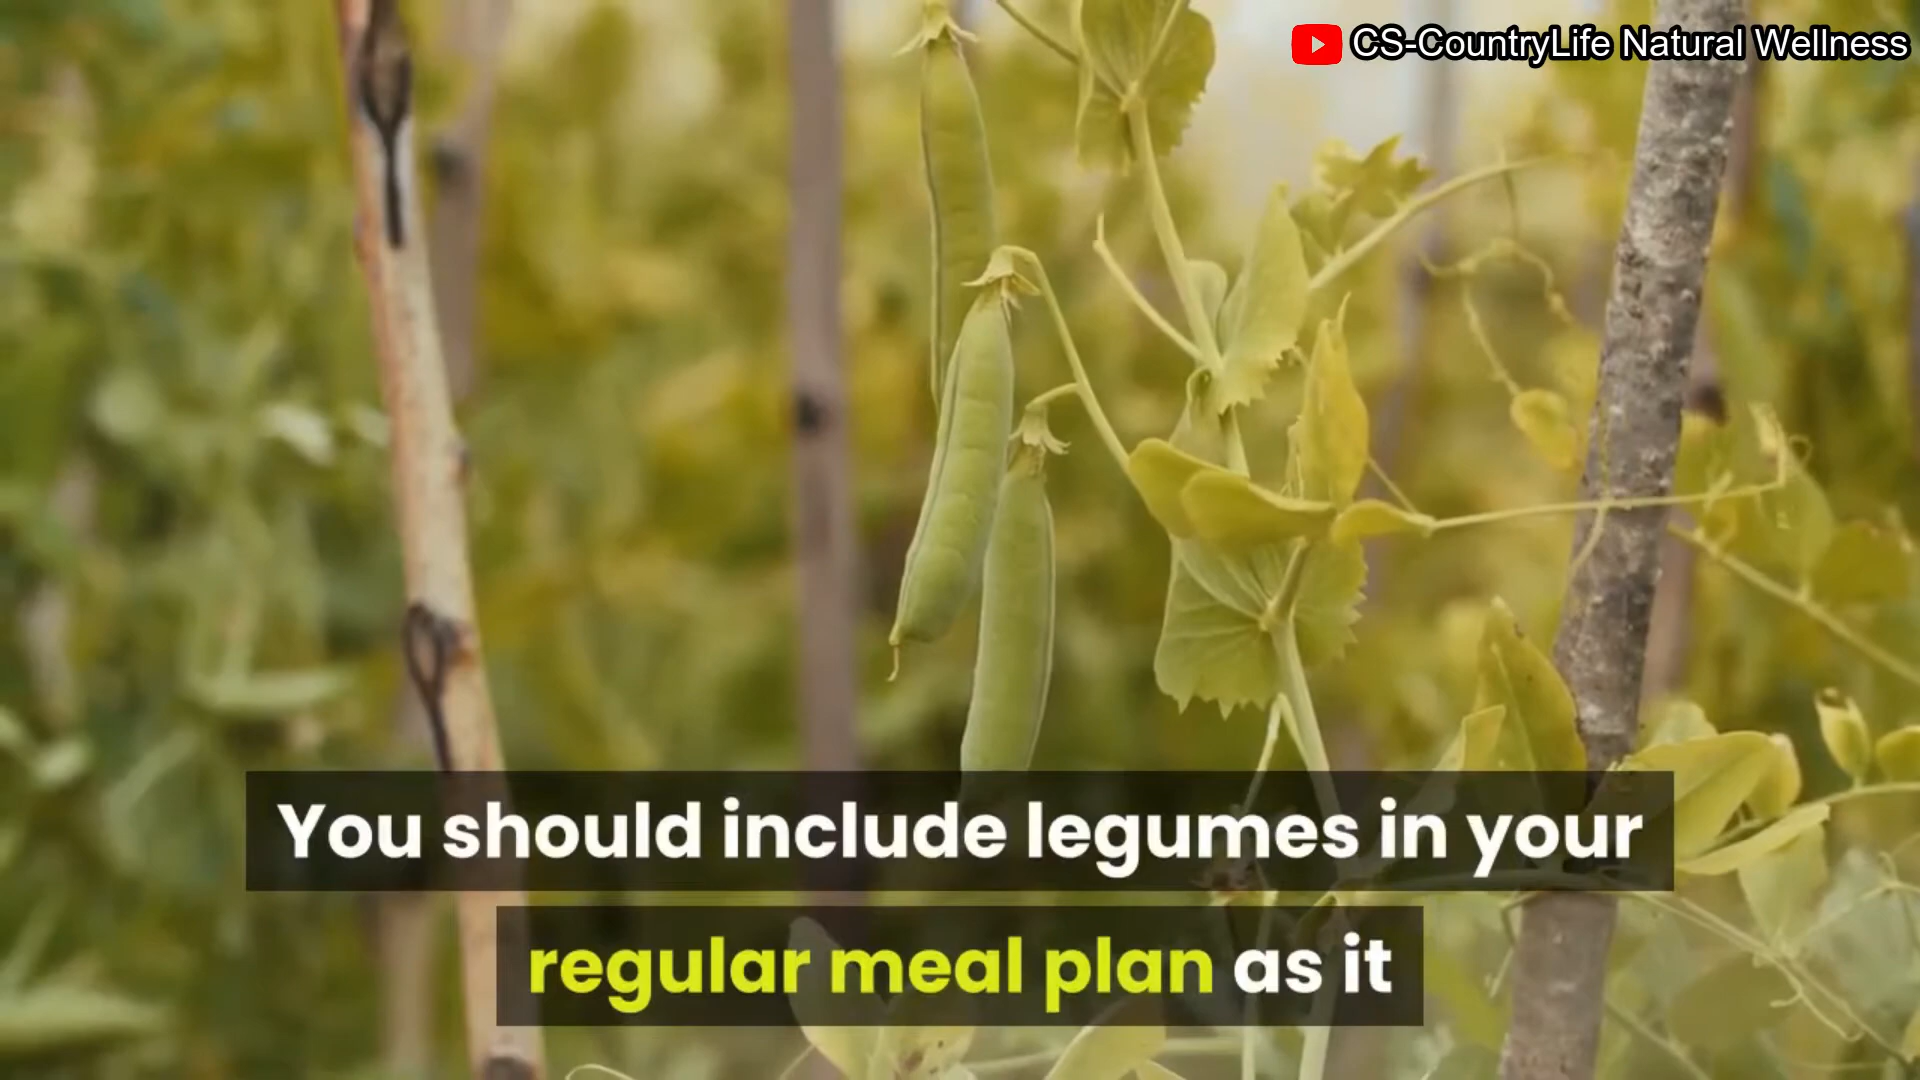 CS-CountryLife Natural Wellness
You should include legumes in your
regular meal plan as it